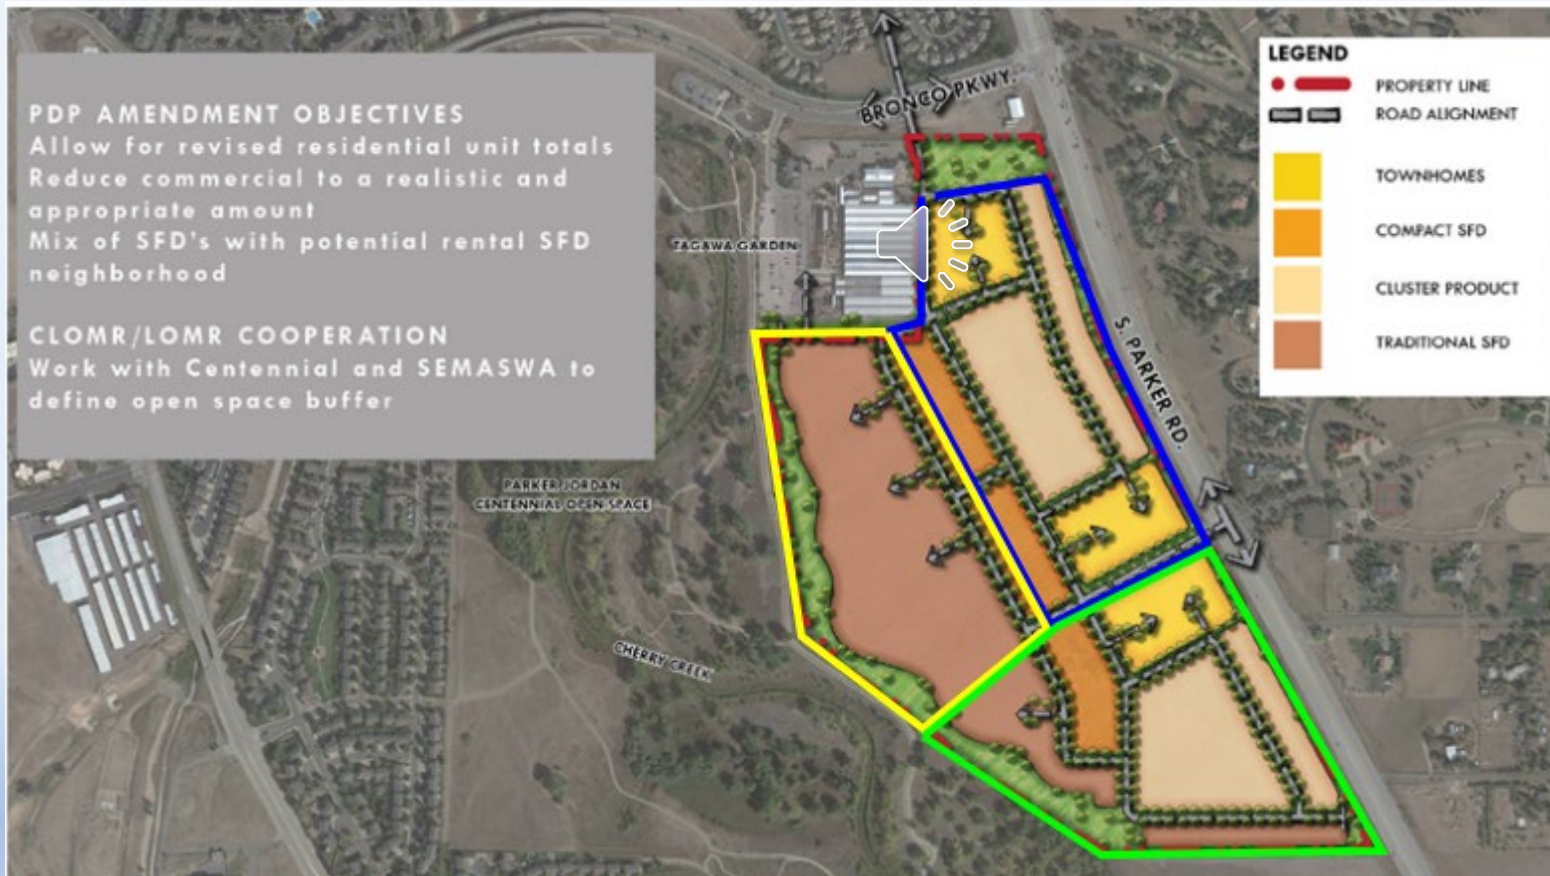 PDP AMENDMENT OBJECTIVES
Allow for revised residential unit totals
Reduce commercial to a realistic and
appropriate amount
Mix of SFD's with potential rental SFD
neighborhood
CLOMR/LOMR COOPERATION
Work with Centennial and SEMASWA to
define open space buffer
BRONCO PKWY.
TAGAWA GARDEN
S. PARKER RD.
PARKER JORDAN
CENTENNIAL OPEN SPACE
CHERRY CREEK
LEGEND
PROPERTY LINE
ROAD ALIGNMENT
TOWNHOMES
COMPACT SFD
CLUSTER PRODUCT
TRADITIONAL SFD